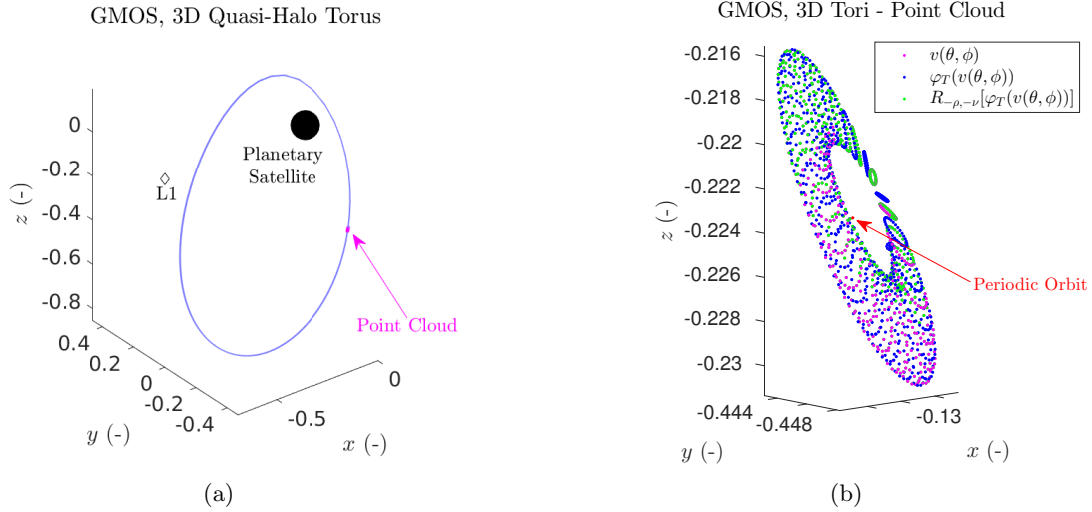 GMOS, 3D Quasi-Halo Torus
0
-0.2
-0.4
-0.6
-0.8
z (-)
Planetary
Satellite
◊
L1
Point Cloud
0.4
0.2
0
-0.2
-0.4
y (-)
-0.5
0
x (-)
(a)
GMOS, 3D Tori - Point Cloud
v(θ, ϕ)
φ_T(v(θ, ϕ))
R_{-ρ,-ν}[φ_T(v(θ, ϕ))]
-0.216
-0.218
-0.22
-0.222
-0.224
-0.226
-0.228
-0.23
z (-)
Periodic Orbit
-0.444
-0.448
y (-)
-0.13
x (-)
(b)